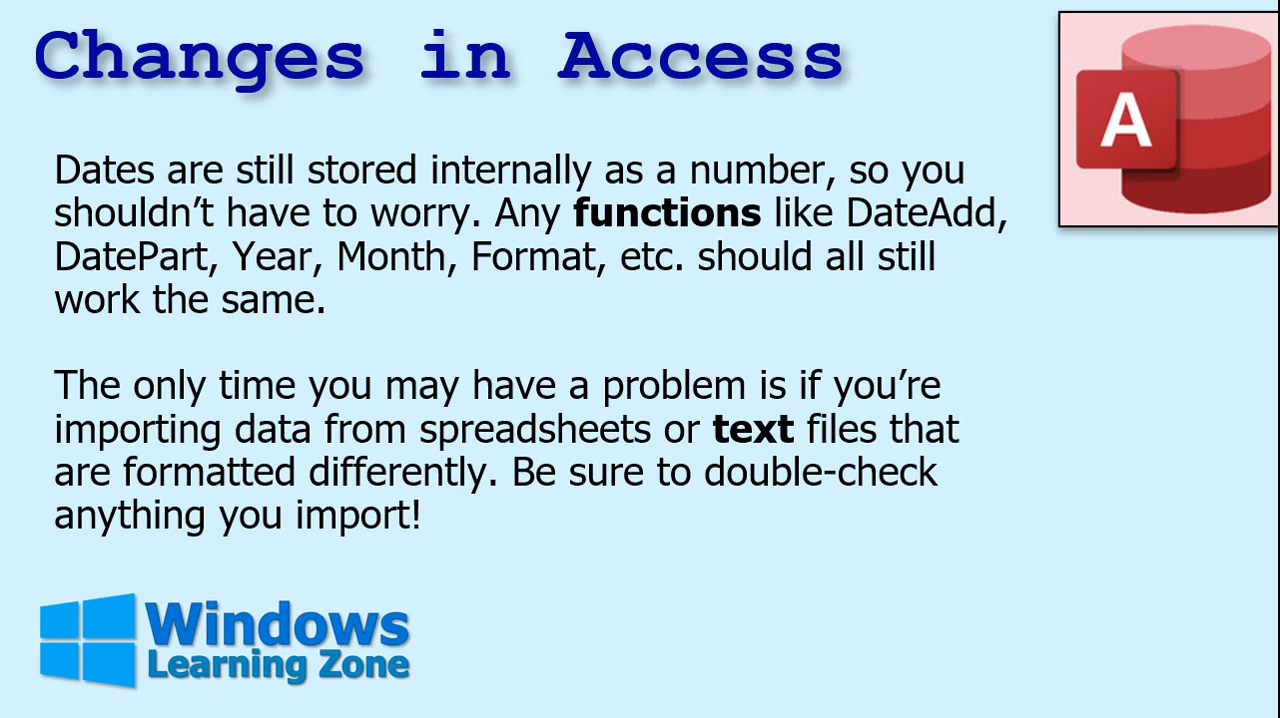 Changes in Access
A
Dates are still stored internally as a number, so you
shouldn’t have to worry. Any functions like DateAdd,
DatePart, Year, Month, Format, etc. should all still
work the same.
The only time you may have a problem is if you’re
importing data from spreadsheets or text files that
are formatted differently. Be sure to double-check
anything you import!
Windows
Learning Zone